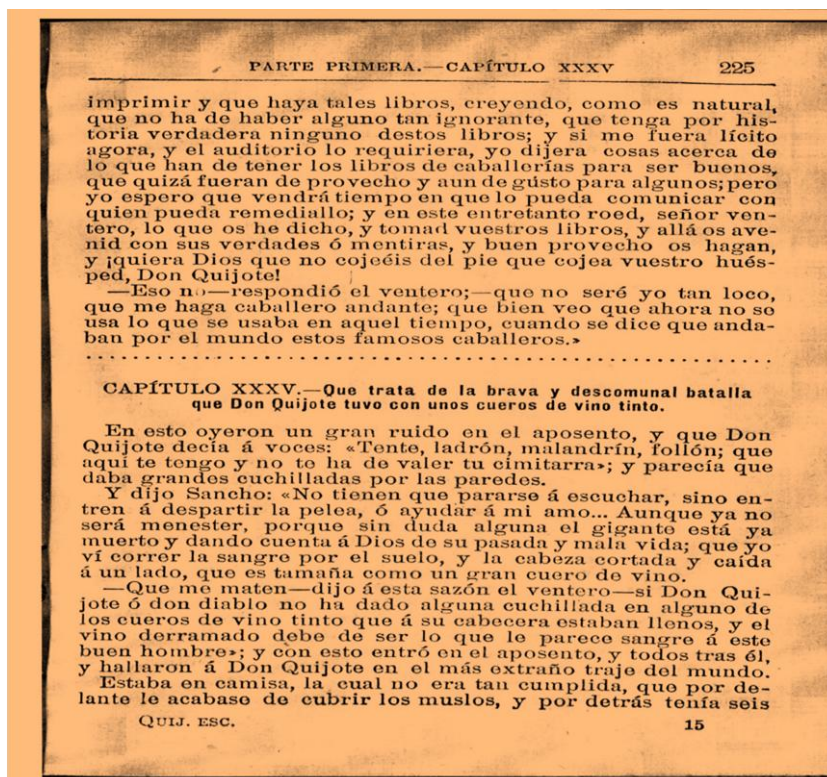 PARTE PRIMERA.—CAPÍTULO XXXV 225
imprimir y que haya tales libros, creyendo, como es natural,
que no ha de haber alguno tan ignorante, que tenga por his-
toria verdadera ninguno destos libros; y si me fuera lícito
agora, y el auditorio lo requiriera, yo dijera cosas acerca de
lo que han de tener los libros de caballerías para ser buenos,
que quizá fueran de provecho y aun de gusto para algunos; pero
yo espero que vendrá tiempo en que lo pueda comunicar con
quien pueda remediallo; y en este entretanto roed, señor ven-
tero, lo que os he dicho, y tomad vuestros libros, y allá os ave-
nid con sus verdades ó mentiras, y buen provecho os hagan,
y ¡quiera Dios que no cojeéis del pie que cojea vuestro hués-
ped, Don Quijote!
—Eso no—respondió el ventero;—que no seré yo tan loco,
que me haga caballero andante; que bien veo que ahora no se
usa lo que se usaba en aquel tiempo, cuando se dice que anda-
ban por el mundo estos famosos caballeros.»
CAPÍTULO XXXV.—Que trata de la brava y descomunal batalla
que Don Quijote tuvo con unos cueros de vino tinto.
En esto oyeron un gran ruido en el aposento, y que Don
Quijote decía á voces: «Tente, ladrón, malandrín, follón; que
aquí te tengo y no te ha de valer tu cimitarra»; y parecía que
daba grandes cuchilladas por las paredes.
Y dijo Sancho: «No tienen que pararse á escuchar, sino en-
tren á despartir la pelea, ó ayudar á mi amo... Aunque ya no
será menester, porque sin duda alguna el gigante está ya
muerto y dando cuenta á Dios de su pasada y mala vida; que yo
ví correr la sangre por el suelo, y la cabeza cortada y caída
á un lado, que es tamaña como un gran cuero de vino.
—Que me maten—dijo á esta sazón el ventero—si Don Qui-
jote ó don diablo no ha dado alguna cuchillada en alguno de
los cueros de vino tinto que á su cabecera estaban llenos, y el
vino derramado debe de ser lo que le parece sangre á este
buen hombre»; y con esto entró en el aposento, y todos tras él,
y hallaron á Don Quijote en el más extraño traje del mundo.
Estaba en camisa, la cual no era tan cumplida, que por de-
lante le acabase de cubrir los muslos, y por detrás tenía seis
QUIJ. ESC. 15